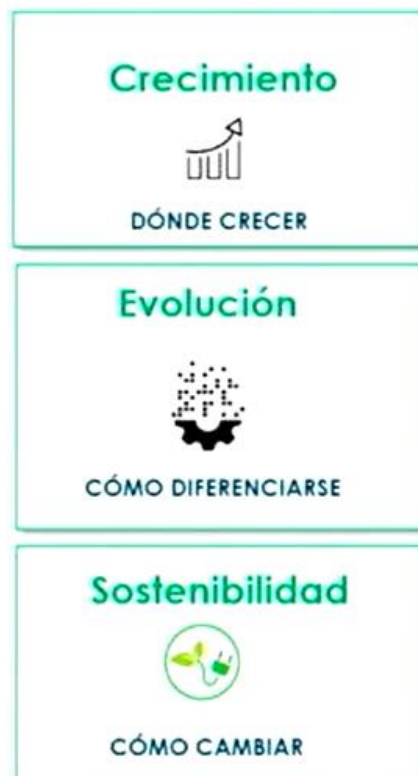 Crecimiento
DÓNDE CRECER
Evolución
CÓMO DIFERENCIARSE
Sostenibilidad
CÓMO CAMBIAR